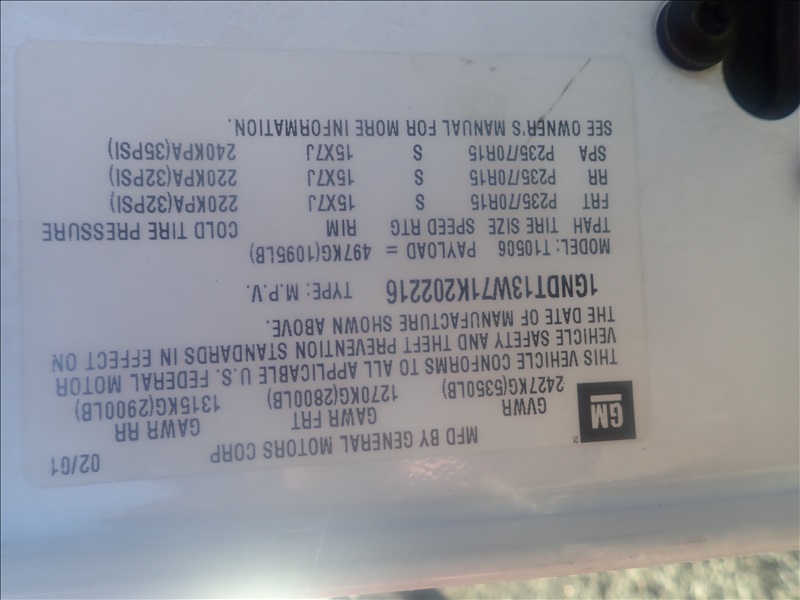 MFD BY GENERAL MOTORS CORP 02/01
GM
GVWR GAWR FRT GAWR RR
2427KG(5350LB) 1270KG(2800LB) 1315KG(2900LB)
THIS VEHICLE CONFORMS TO ALL APPLICABLE U.S. FEDERAL MOTOR
VEHICLE SAFETY AND THEFT PREVENTION STANDARDS IN EFFECT ON
THE DATE OF MANUFACTURE SHOWN ABOVE.
1GNDT13W71K202216 TYPE: M.P.V.
MODEL: T10506 PAYLOAD = 497KG(1095LB)
TPAH TIRE SIZE SPEED RTG RIM COLD TIRE PRESSURE
FRT P235/70R15 S 15X7J 220KPA(32PSI)
RR P235/70R15 S 15X7J 220KPA(32PSI)
SPA P235/70R15 S 15X7J 240KPA(35PSI)
SEE OWNER'S MANUAL FOR MORE INFORMATION.